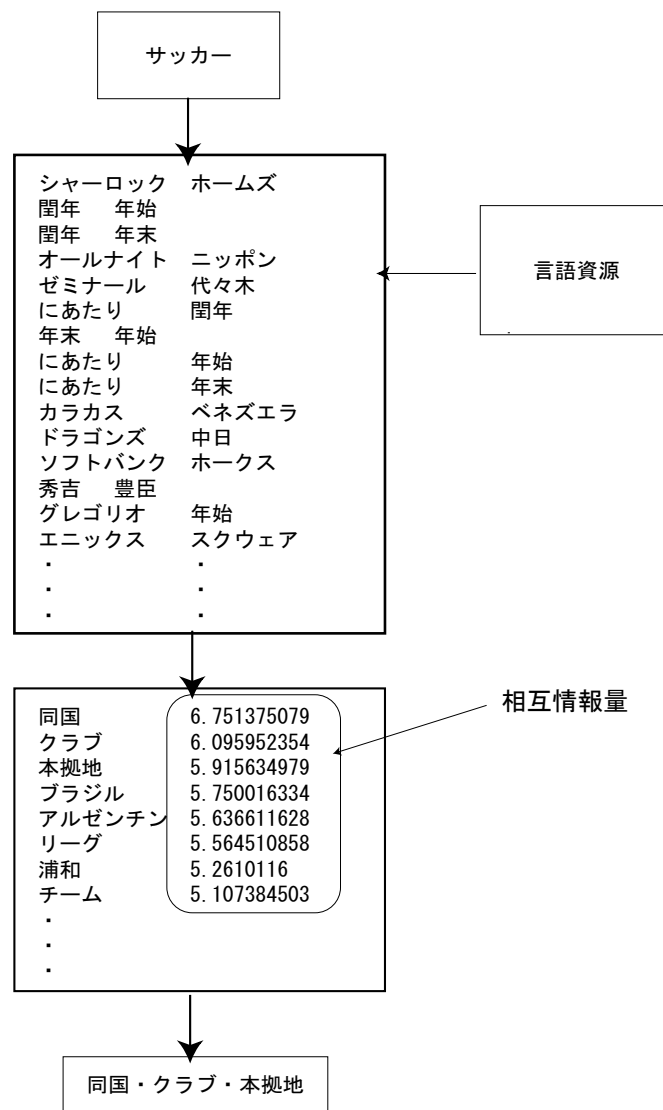 サッカー
シャーロック ホームズ
閏年 年始
閏年 年末
オールナイト ニッポン
ゼミナール 代々木
にあたり 閏年
年末 年始
にあたり 年始
にあたり 年末
カラカス ベネズエラ
ドラゴンズ 中日
ソフトバンク ホークス
秀吉 豊臣
グレゴリオ 年始
エニックス スクウェア
・ ・
・ ・
・ ・
言語資源
同国 6.751375079
クラブ 6.095952354
本拠地 5.915634979
ブラジル 5.750016334
アルゼンチン 5.636611628
リーグ 5.564510858
浦和 5.2610116
チーム 5.107384503
・
・
・
相互情報量
同国・クラブ・本拠地